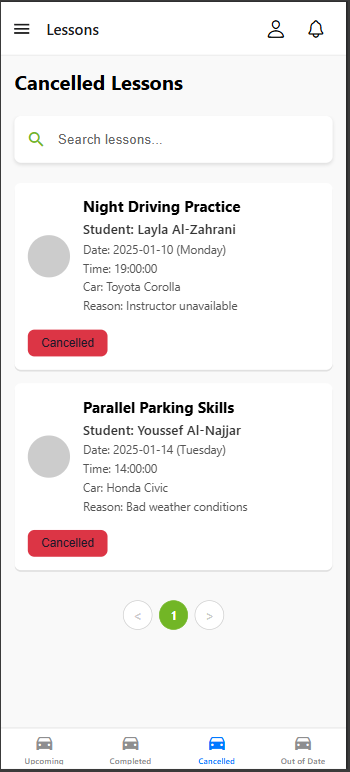 Lessons
Cancelled Lessons
Search lessons...
Night Driving Practice
Student: Layla Al-Zahrani
Date: 2025-01-10 (Monday)
Time: 19:00:00
Car: Toyota Corolla
Reason: Instructor unavailable
Cancelled
Parallel Parking Skills
Student: Youssef Al-Najjar
Date: 2025-01-14 (Tuesday)
Time: 14:00:00
Car: Honda Civic
Reason: Bad weather conditions
Cancelled
< 1 >
Upcoming Completed Cancelled Out of Date